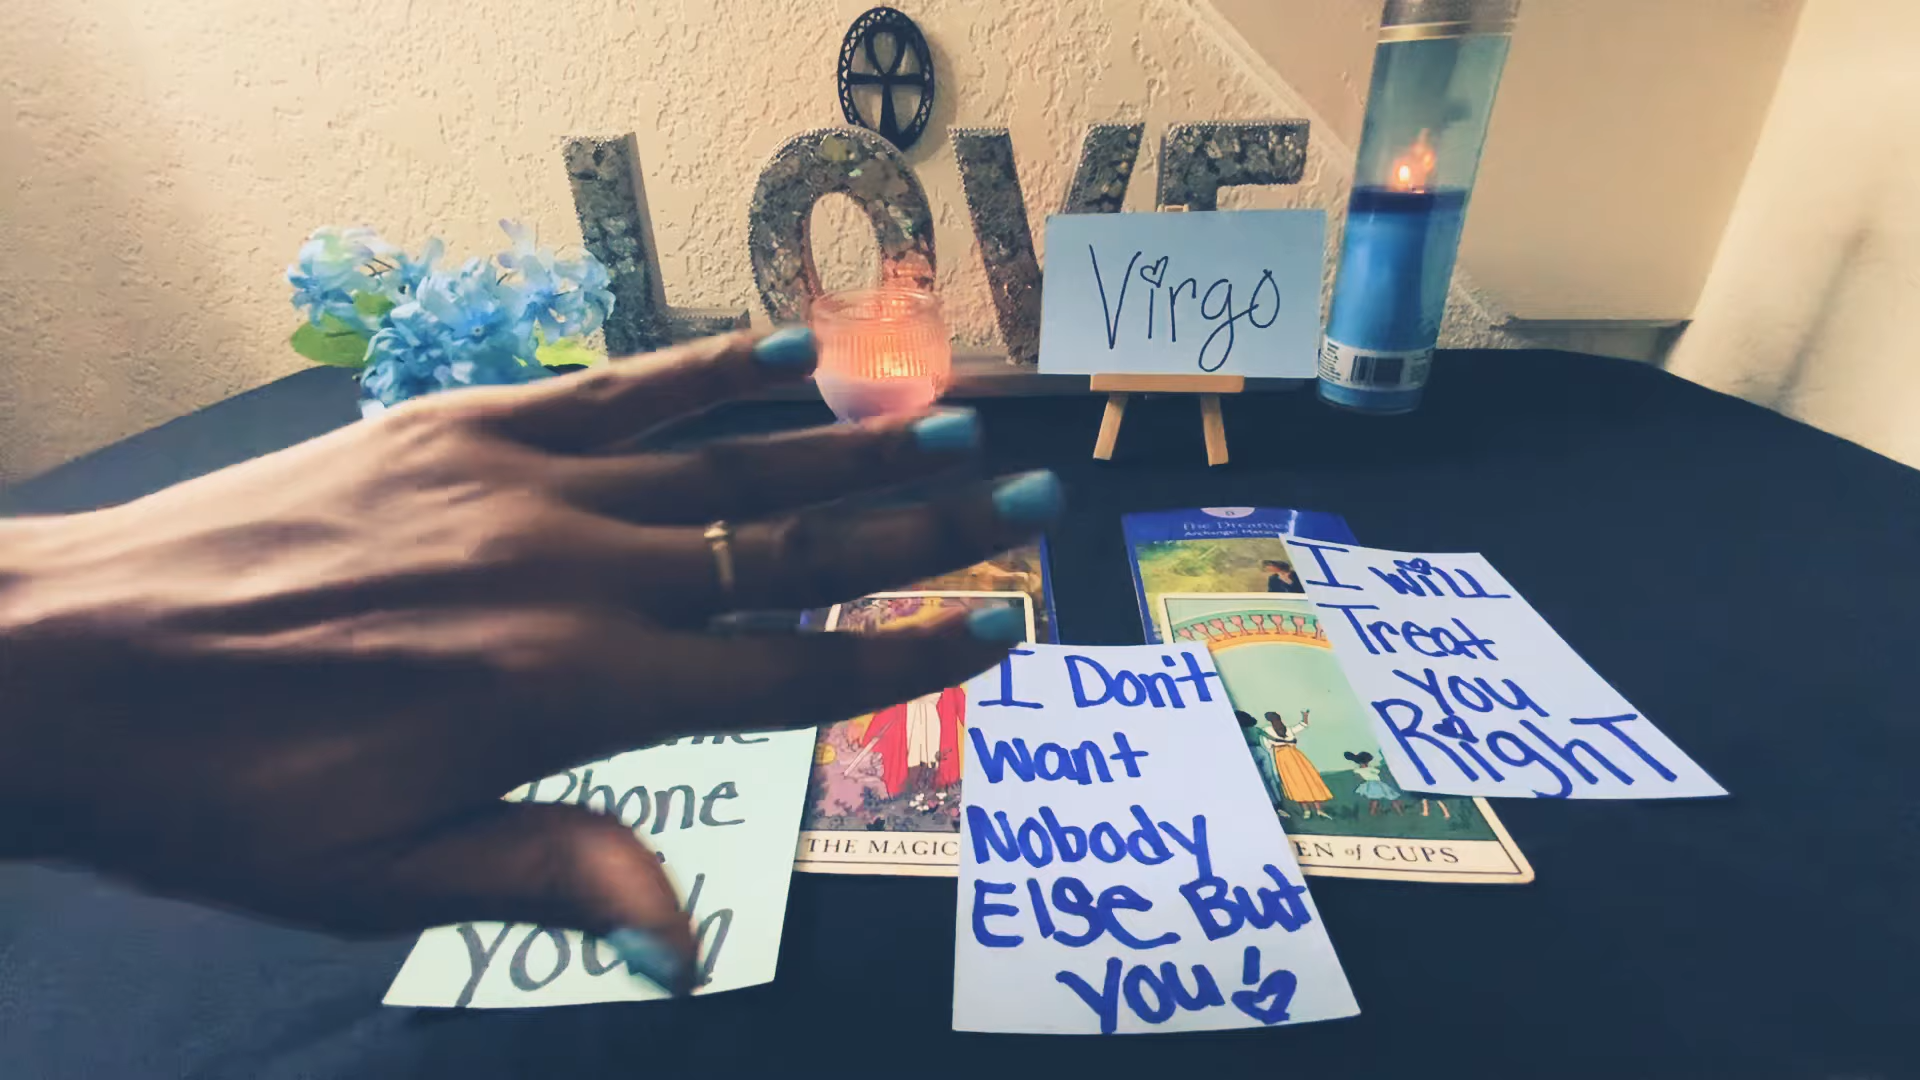 LOVE
Virgo
The Dreamer
I will
Treat
You
Right
I Don't
Want
Nobody
Else But
You!
Phone
THE MAGIC
EN of CUPS